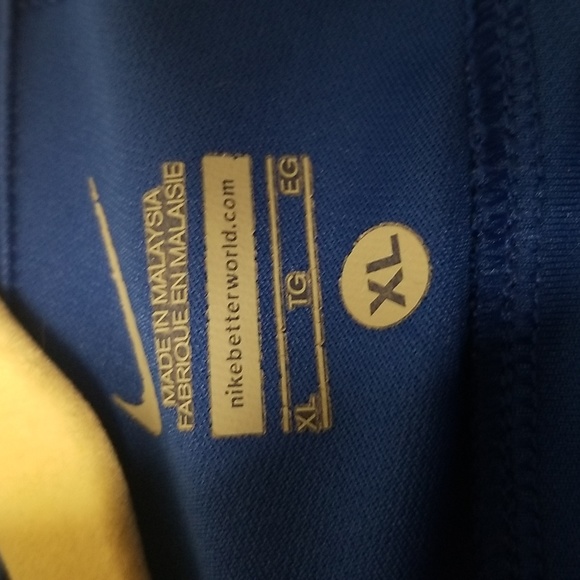 MADE IN MALAYSIA
FABRIQUE EN MALAISIE
nikebetterworld.com
XL TG EG
XL